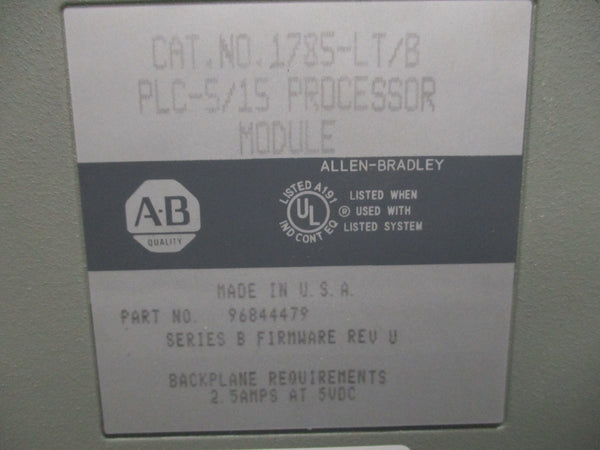 CAT.NO.1785-LT/B
PLC-5/15 PROCESSOR
MODULE
ALLEN-BRADLEY
A-B
QUALITY
LISTED A191
UL
IND CONT EQ
®
LISTED WHEN
USED WITH
LISTED SYSTEM
MADE IN U.S.A.
PART NO. 96844479
SERIES B FIRMWARE REV U
BACKPLANE REQUIREMENTS
2.5AMPS AT 5VDC